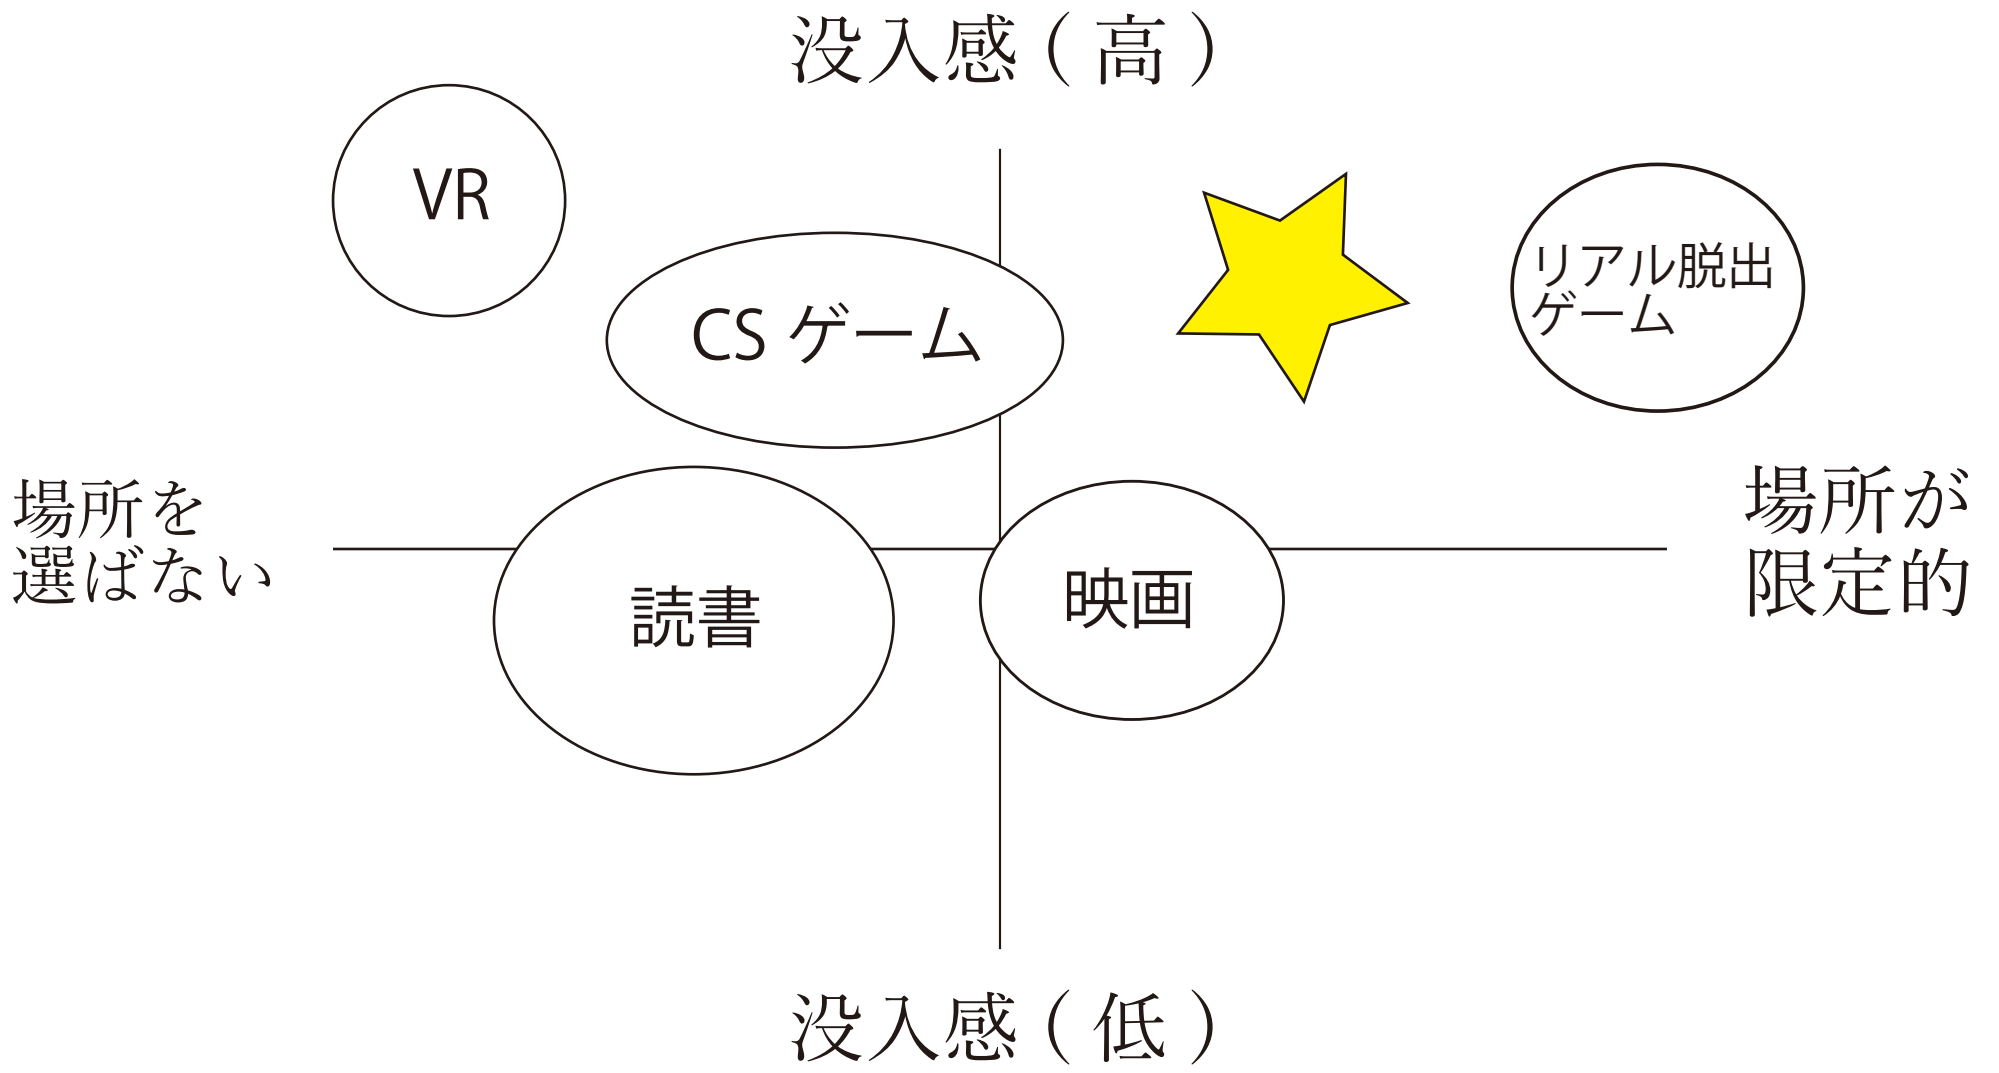 没入感（高）
VR
リアル脱出
ゲーム
CS ゲーム
場所を
選ばない
場所が
限定的
読書
映画
没入感（低）